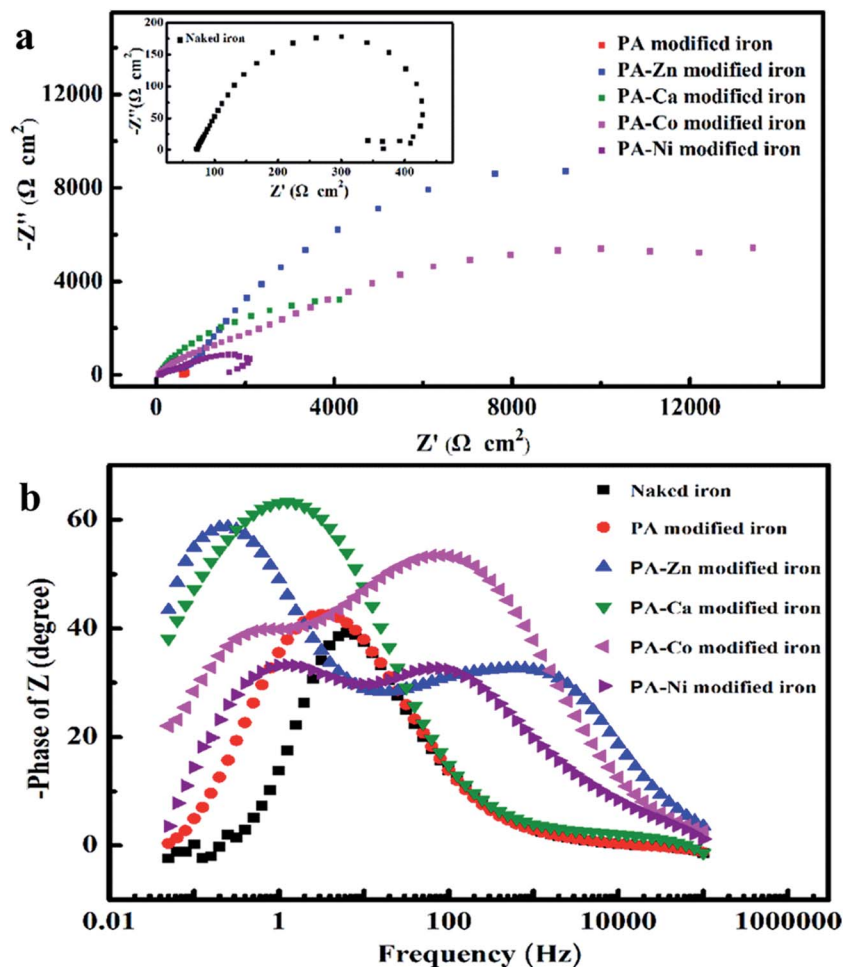 a
Naked iron
200
150
100
50
0
-Z''(Ω cm²)
100
200
300
400
Z' (Ω cm²)
PA modified iron
PA-Zn modified iron
PA-Ca modified iron
PA-Co modified iron
PA-Ni modified iron
12000
8000
4000
0
-Z'' (Ω cm²)
0
4000
8000
12000
Z' (Ω cm²)
b
Naked iron
PA modified iron
PA-Zn modified iron
PA-Ca modified iron
PA-Co modified iron
PA-Ni modified iron
60
40
20
0
-Phase of Z (degree)
0.01
1
100
10000
1000000
Frequency (Hz)